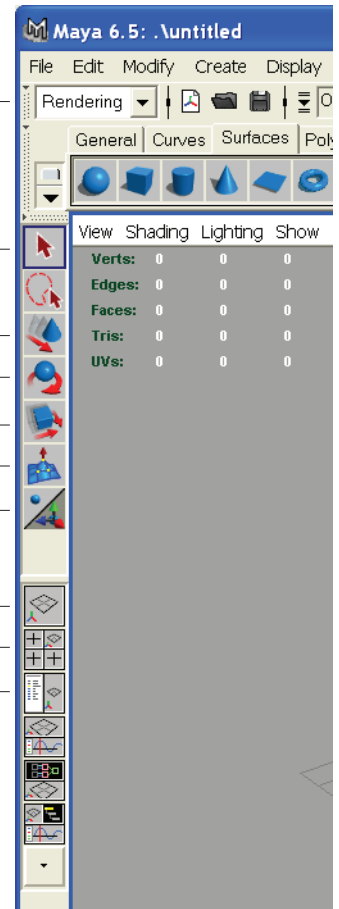 Maya 6.5: .\untitled
File Edit Modify Create Display
Rendering
General Curves Surfaces
View Shading Lighting Show
Verts: 0 0 0
Edges: 0 0 0
Faces: 0 0 0
Tris: 0 0 0
UVs: 0 0 0